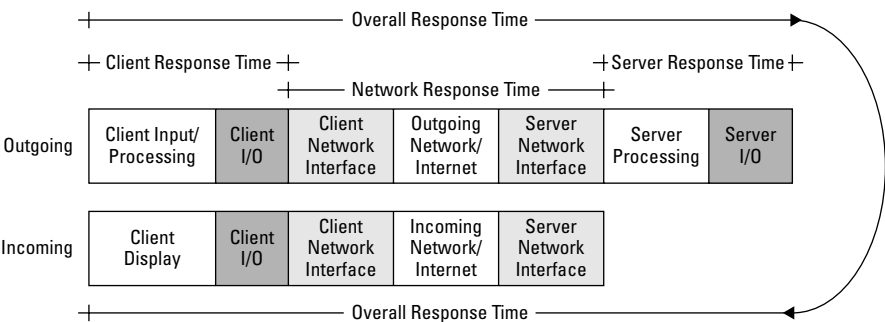 Overall Response Time
Client Response Time
Server Response Time
Network Response Time
Outgoing
Client Input/
Processing
Client
I/O
Client
Network
Interface
Outgoing
Network/
Internet
Server
Network
Interface
Server
Processing
Server
I/O
Incoming
Client
Display
Client
I/O
Client
Network
Interface
Incoming
Network/
Internet
Server
Network
Interface
Overall Response Time